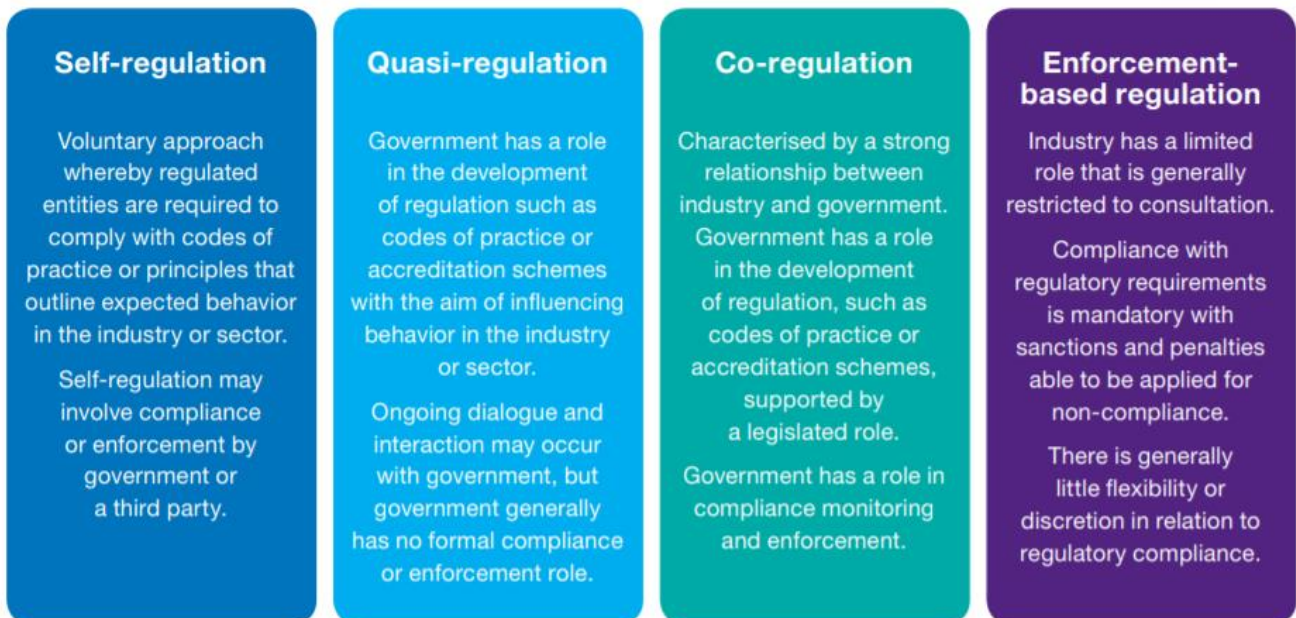 Self-regulation
Voluntary approach
whereby regulated
entities are required to
comply with codes of
practice or principles that
outline expected behavior
in the industry or sector.
Self-regulation may
involve compliance
or enforcement by
government or
a third party.
Quasi-regulation
Government has a role
in the development
of regulation such as
codes of practice or
accreditation schemes
with the aim of influencing
behavior in the industry
or sector.
Ongoing dialogue and
interaction may occur
with government, but
government generally
has no formal compliance
or enforcement role.
Co-regulation
Characterised by a strong
relationship between
industry and government.
Government has a role
in the development
of regulation, such as
codes of practice or
accreditation schemes,
supported by
a legislated role.
Government has a role in
compliance monitoring
and enforcement.
Enforcement-
based regulation
Industry has a limited
role that is generally
restricted to consultation.
Compliance with
regulatory requirements
is mandatory with
sanctions and penalties
able to be applied for
non-compliance.
There is generally
little flexibility or
discretion in relation to
regulatory compliance.